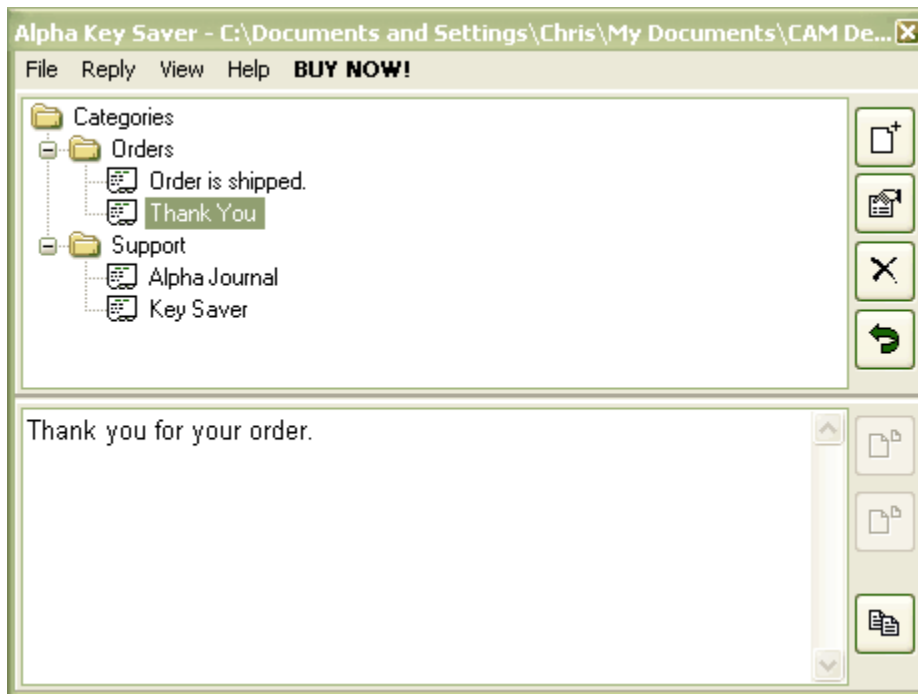 Alpha Key Saver - C:\Documents and Settings\Chris\My Documents\CAM De...
File Reply View Help BUY NOW!
Categories
Orders
Order is shipped.
Thank You
Support
Alpha Journal
Key Saver
Thank you for your order.